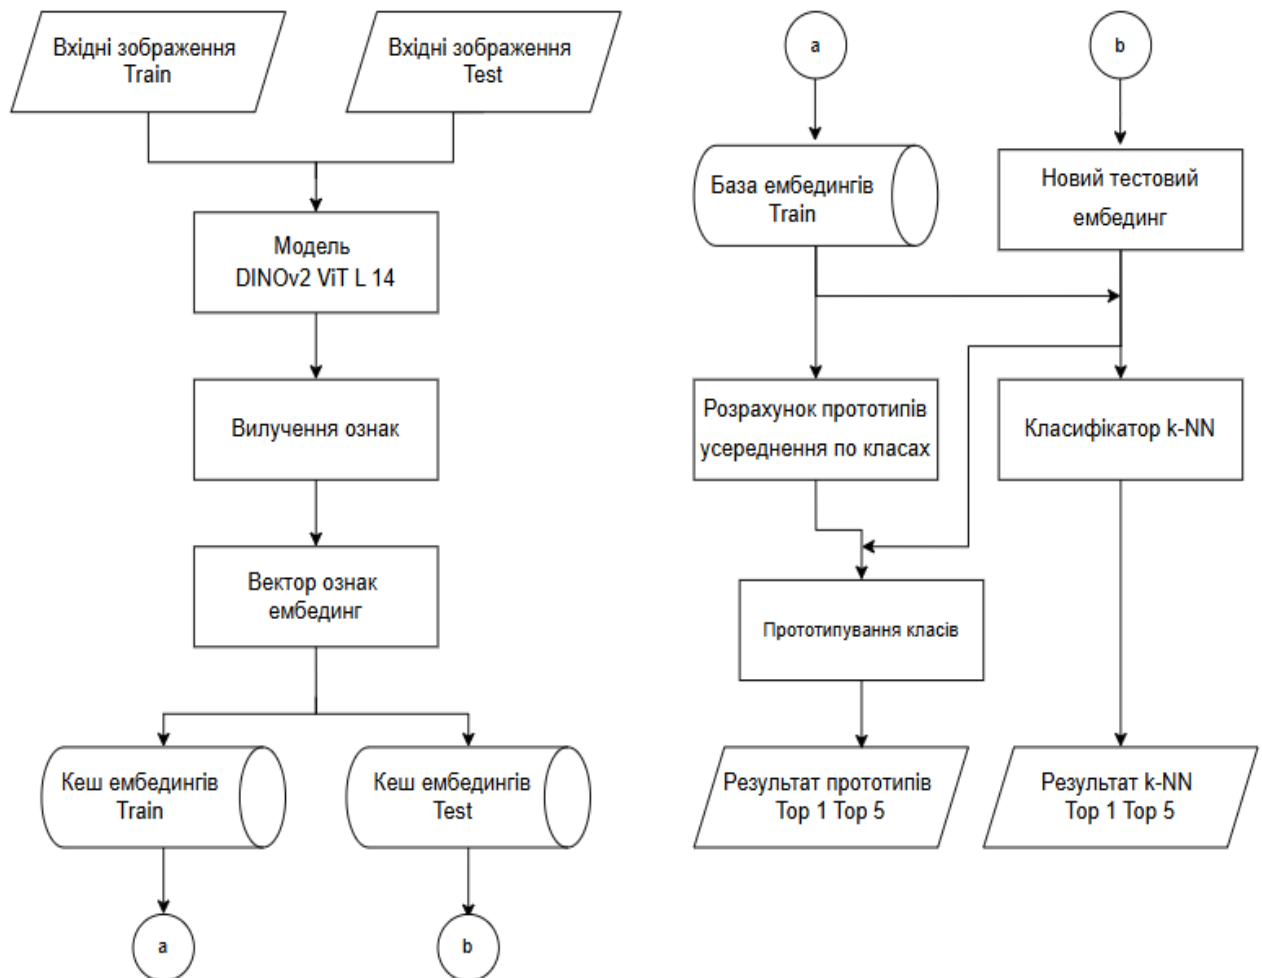 Вхідні зображення
Train
Вхідні зображення
Test
Модель
DINOv2 ViT L 14
Вилучення ознак
Вектор ознак
ембединг
Кеш ембедингів
Train
Кеш ембедингів
Test
a
b
a
b
База ембедингів
Train
Новий тестовий
ембединг
Розрахунок прототипів
усереднення по класах
Класифікатор k-NN
Прототипування класів
Результат прототипів
Top 1 Top 5
Результат k-NN
Top 1 Top 5